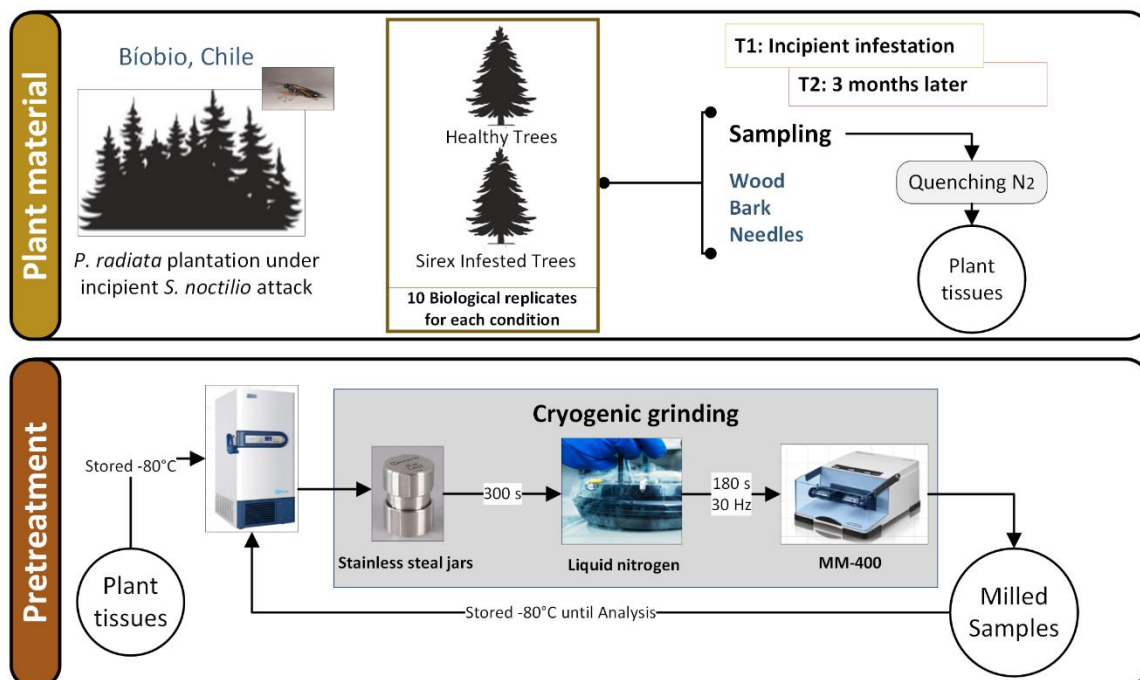 Plant material
Bíobio, Chile
P. radiata plantation under
incipient S. noctilio attack
Healthy Trees
Sirex Infested Trees
10 Biological replicates
for each condition
T1: Incipient infestation
T2: 3 months later
Sampling
Wood
Bark
Needles
Quenching N2
Plant
tissues
Pretreatment
Stored -80°C
Plant
tissues
Cryogenic grinding
Stainless steal jars
300 s
Liquid nitrogen
180 s
30 Hz
MM-400
Stored -80°C until Analysis
Milled
Samples